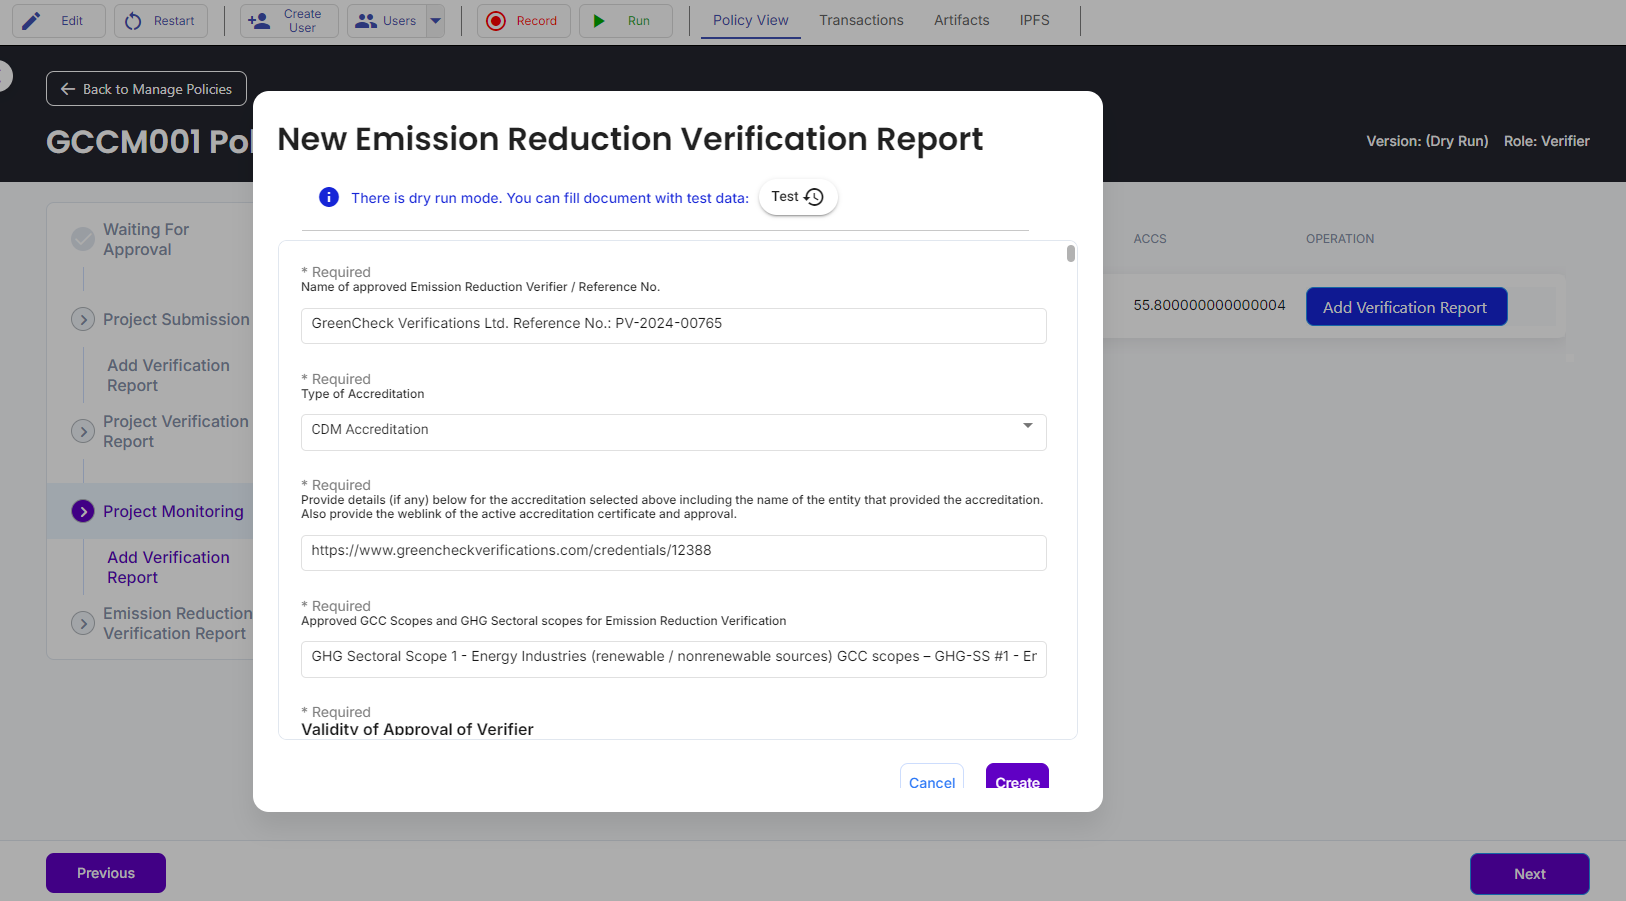 Edit
Restart
Create
User
Users
Record
Run
Policy View
Transactions
Artifacts
IPFS
Back to Manage Policies
GCCM001 Pol
Version: (Dry Run)
Role: Verifier
Waiting For
Approval
Project Submission
Add Verification
Report
Project Verification
Report
Project Monitoring
Add Verification
Report
Emission Reduction
Verification Report
ACCS
OPERATION
55.800000000000004
Add Verification Report
New Emission Reduction Verification Report
There is dry run mode. You can fill document with test data:
Test
* Required
Name of approved Emission Reduction Verifier / Reference No.
GreenCheck Verifications Ltd. Reference No.: PV-2024-00765
* Required
Type of Accreditation
CDM Accreditation
* Required
Provide details (if any) below for the accreditation selected above including the name of the entity that provided the accreditation.
Also provide the weblink of the active accreditation certificate and approval.
https://www.greencheckverifications.com/credentials/12388
* Required
Approved GCC Scopes and GHG Sectoral scopes for Emission Reduction Verification
GHG Sectoral Scope 1 - Energy Industries (renewable / nonrenewable sources) GCC scopes – GHG-SS #1 - Er
* Required
Validity of Approval of Verifier
Cancel
Create
Previous
Next